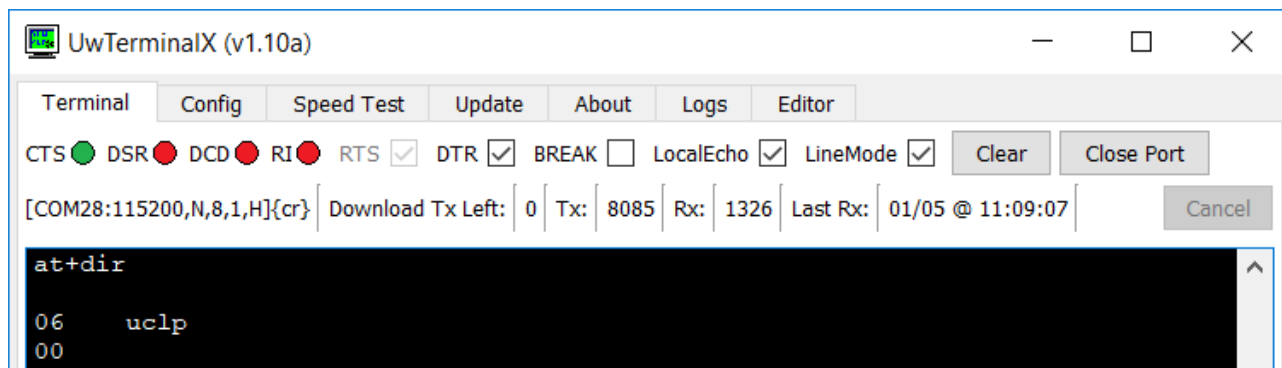 UwTerminalX (v1.10a)
Terminal Config Speed Test Update About Logs Editor
CTS DSR DCD RI RTS DTR BREAK LocalEcho LineMode Clear Close Port
[COM28:115200,N,8,1,H]{cr} Download Tx Left: 0 Tx: 8085 Rx: 1326 Last Rx: 01/05 @ 11:09:07 Cancel
at+dir
06 uclp
00